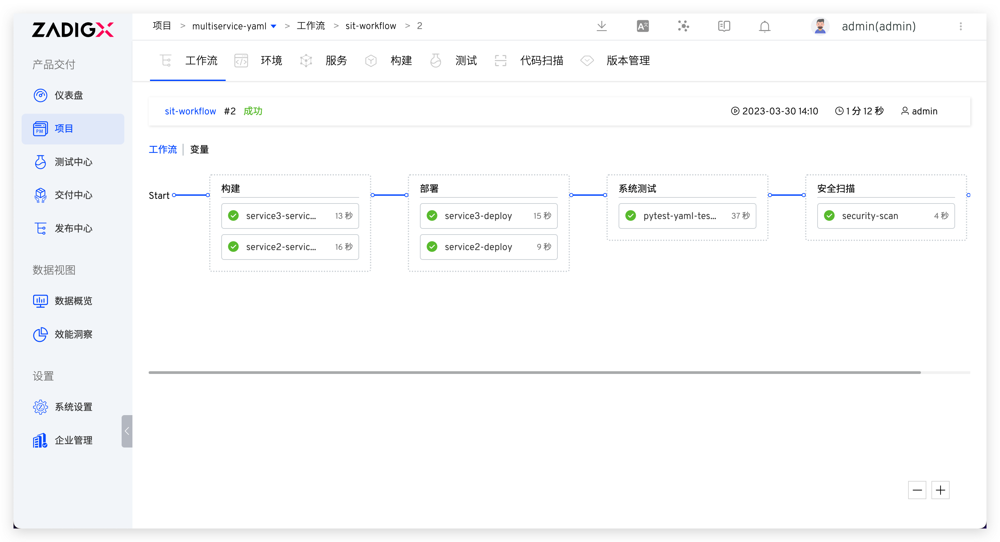 ZADIGX
项目 > multiservice-yaml > 工作流 > sit-workflow > 2
A文
admin(admin)
产品交付
仪表盘
PM 项目
测试中心
交付中心
发布中心
数据视图
数据概览
效能洞察
设置
Z 系统设置
企业管理
工作流 </> 环境 服务 构建 测试 代码扫描 版本管理
sit-workflow #2 成功 2023-03-30 14:10 1 分 12 秒 admin
工作流 | 变量
Start
构建
service3-servic... 13 秒
service2-servic... 16 秒
部署
service3-deploy 15 秒
service2-deploy 9 秒
系统测试
pytest-yaml-tes... 37 秒
安全扫描
security-scan 4 秒